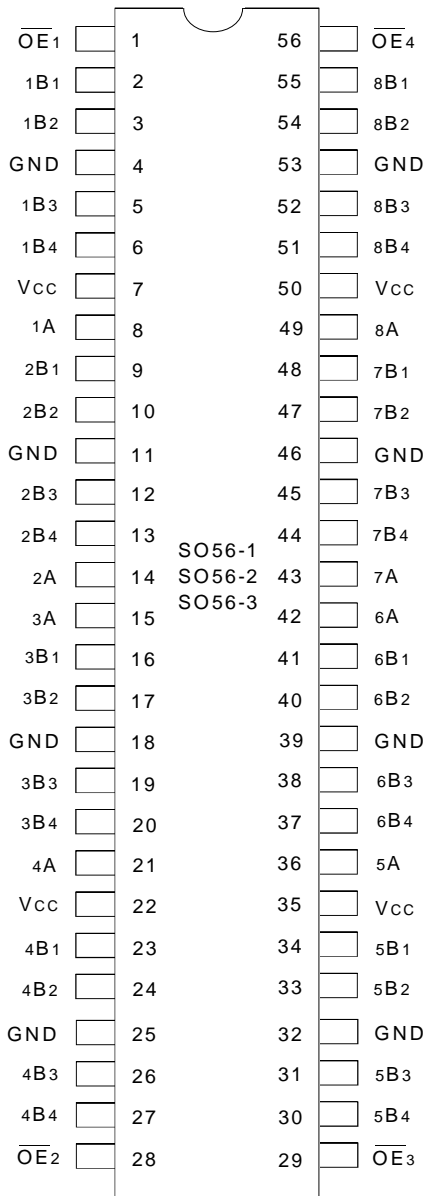 OE1 1 56 OE4
1B1 2 55 8B1
1B2 3 54 8B2
GND 4 53 GND
1B3 5 52 8B3
1B4 6 51 8B4
VCC 7 50 VCC
1A 8 49 8A
2B1 9 48 7B1
2B2 10 47 7B2
GND 11 46 GND
2B3 12 45 7B3
2B4 13 44 7B4
SO56-1
2A 14 SO56-2 43 7A
SO56-3
3A 15 42 6A
3B1 16 41 6B1
3B2 17 40 6B2
GND 18 39 GND
3B3 19 38 6B3
3B4 20 37 6B4
4A 21 36 5A
VCC 22 35 VCC
4B1 23 34 5B1
4B2 24 33 5B2
GND 25 32 GND
4B3 26 31 5B3
4B4 27 30 5B4
OE2 28 29 OE3